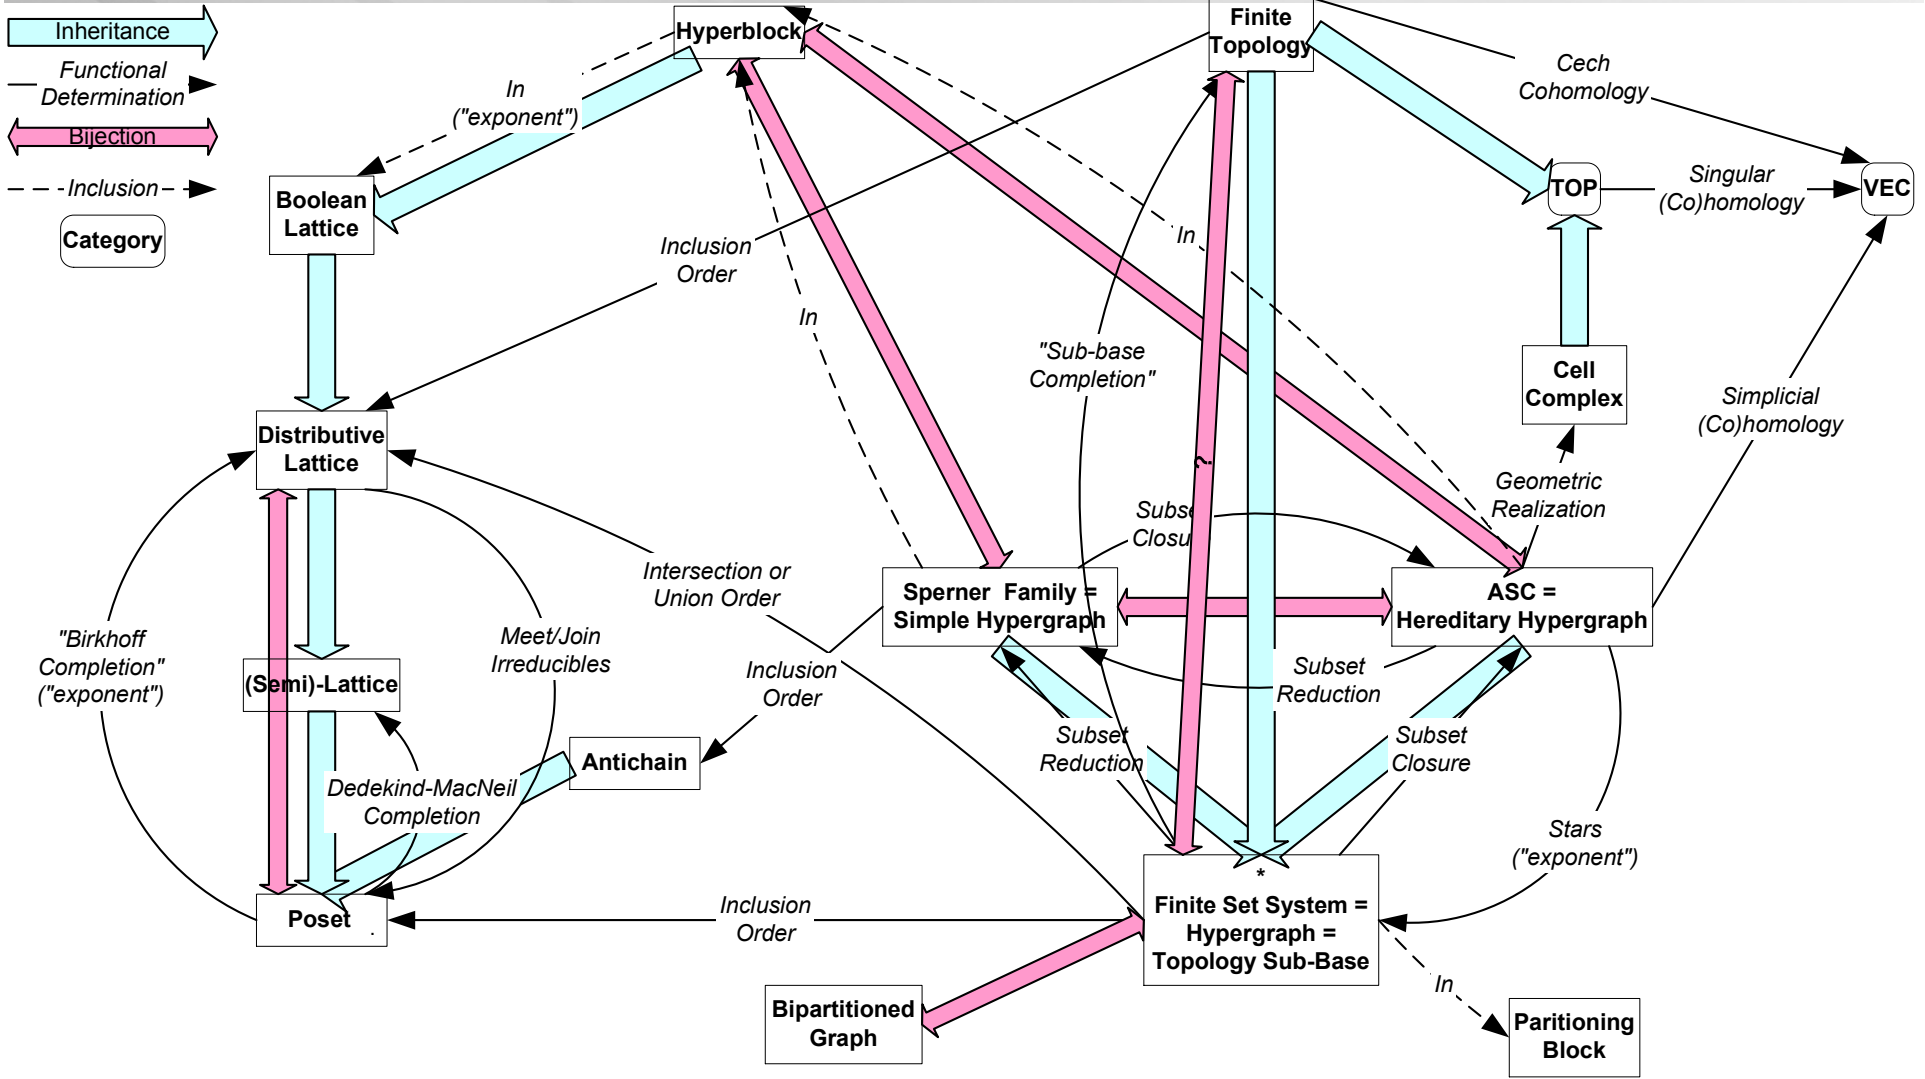 Inheritance
Functional
Determination
Bijection
Inclusion
Category
Hyperblock
In
("exponent")
Boolean
Lattice
Inclusion
Order
In
Finite
Topology
Cech
Cohomology
TOP
Singular
(Co)homology
VEC
In
"Sub-base
Completion"
Cell
Complex
Simplicial
(Co)homology
Geometric
Realization
Distributive
Lattice
?
Subse
Closu
Intersection or
Union Order
Sperner Family =
Simple Hypergraph
ASC =
Hereditary Hypergraph
"Birkhoff
Completion"
("exponent")
Meet/Join
Irreducibles
(Semi)-Lattice
Inclusion
Order
Subset
Reduction
Subset
Reduction
Subset
Closure
Antichain
Dedekind-MacNeil
Completion
Stars
("exponent")
Poset
.
Inclusion
Order
*
Finite Set System =
Hypergraph =
Topology Sub-Base
In
Bipartitioned
Graph
Paritioning
Block